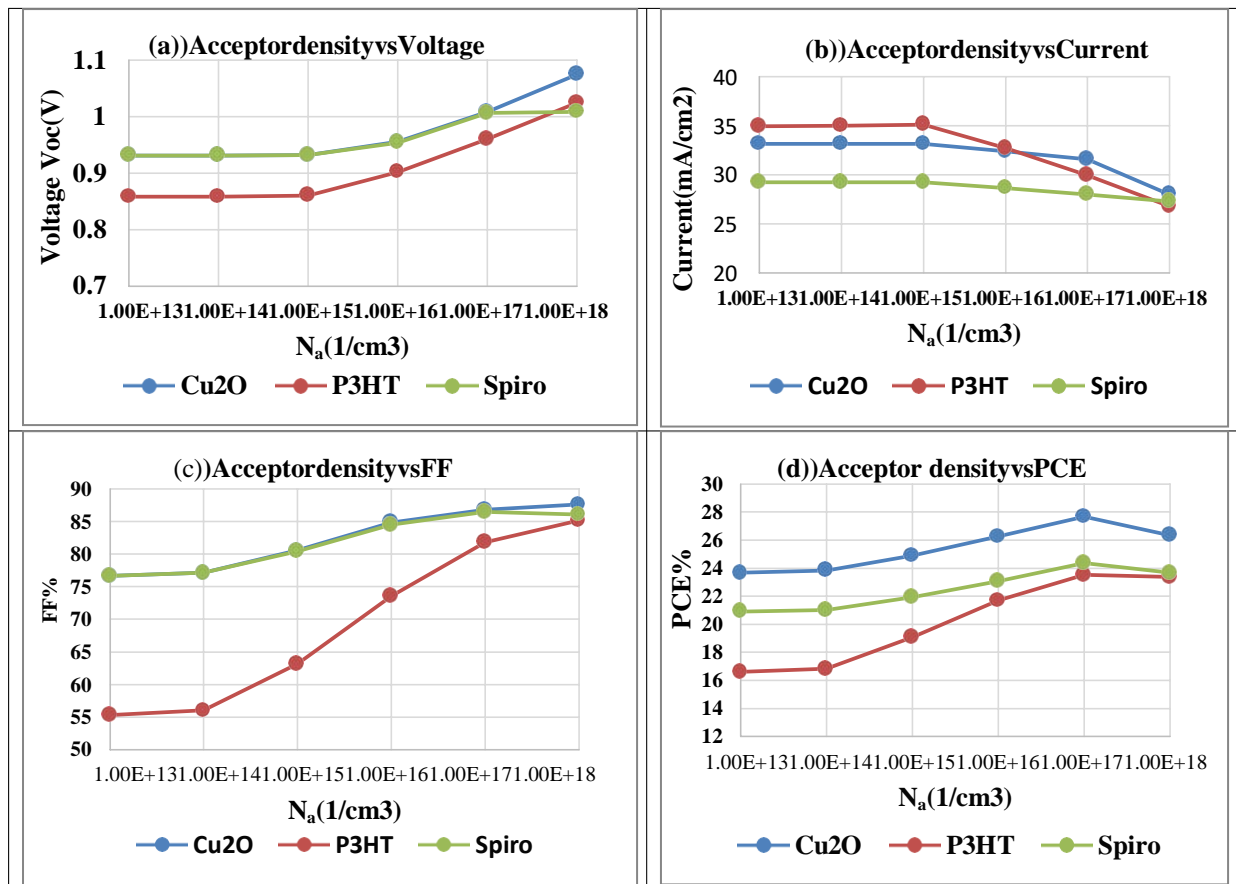 (a))AcceptordensityvsVoltage
1.1
1
0.9
0.8
0.7
Voltage Voc(V)
1.00E+131.00E+141.00E+151.00E+161.00E+171.00E+18
Na(1/cm3)
Cu2O P3HT Spiro
(b))AcceptordensityvsCurrent
40
35
30
25
20
Current(mA/cm2)
1.00E+131.00E+141.00E+151.00E+161.00E+171.00E+18
Na(1/cm3)
Cu2O P3HT Spiro
(c))AcceptordensityvsFF
90
85
80
75
70
65
60
55
50
FF%
1.00E+131.00E+141.00E+151.00E+161.00E+171.00E+18
Na(1/cm3)
Cu2O P3HT Spiro
(d))Acceptor densityvsPCE
30
28
26
24
22
20
18
16
14
12
PCE%
1.00E+131.00E+141.00E+151.00E+161.00E+171.00E+18
Na(1/cm3)
Cu2O P3HT Spiro